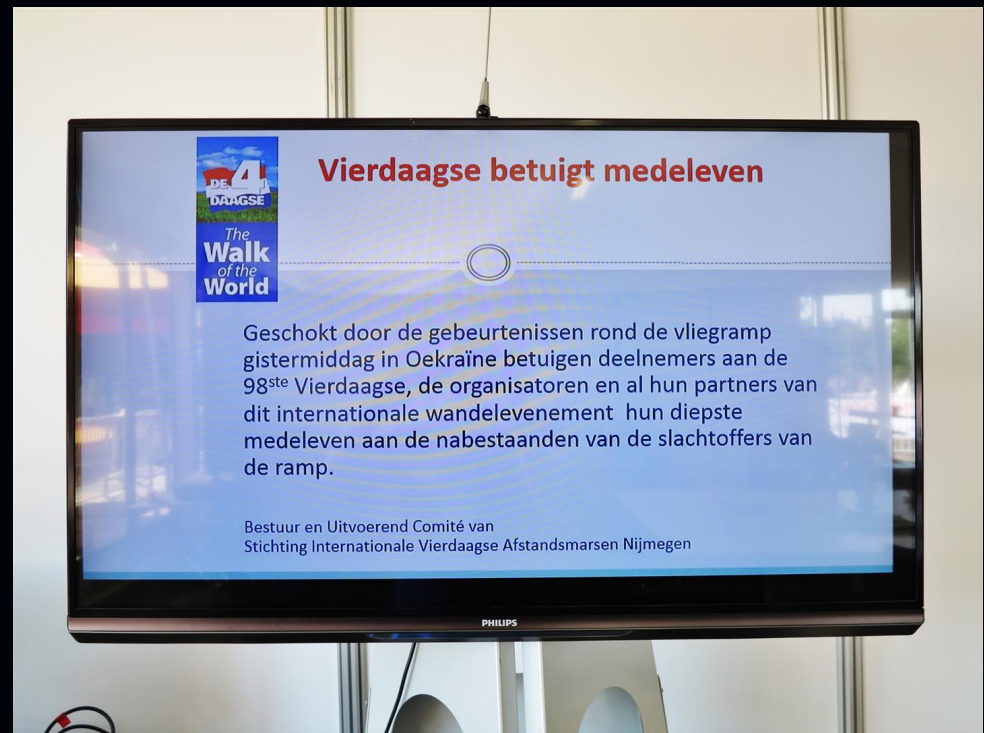 Vierdaagse betuigt medeleven
DE 4
DAAGSE
The
Walk
of the
World
Geschokt door de gebeurtenissen rond de vliegramp
gistermiddag in Oekraïne betuigen deelnemers aan de
98ste Vierdaagse, de organisatoren en al hun partners van
dit internationale wandelevenement hun diepste
medeleven aan de nabestaanden van de slachtoffers van
de ramp.
Bestuur en Uitvoerend Comité van
Stichting Internationale Vierdaagse Afstandsmarsen Nijmegen
PHILIPS